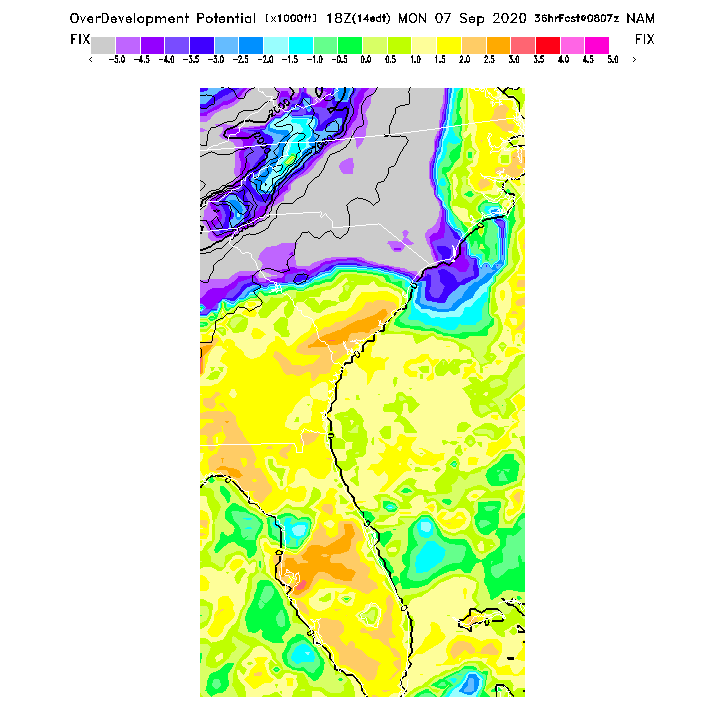 OverDevelopment Potential [x1000ft] 18Z(14edt) MON 07 Sep 2020 36hrFcst@0807z NAM
FIX FIX
< -5.0 -4.5 -4.0 -3.5 -3.0 -2.5 -2.0 -1.5 -1.0 -0.5 0.0 0.5 1.0 1.5 2.0 2.5 3.0 3.5 4.0 4.5 5.0 >